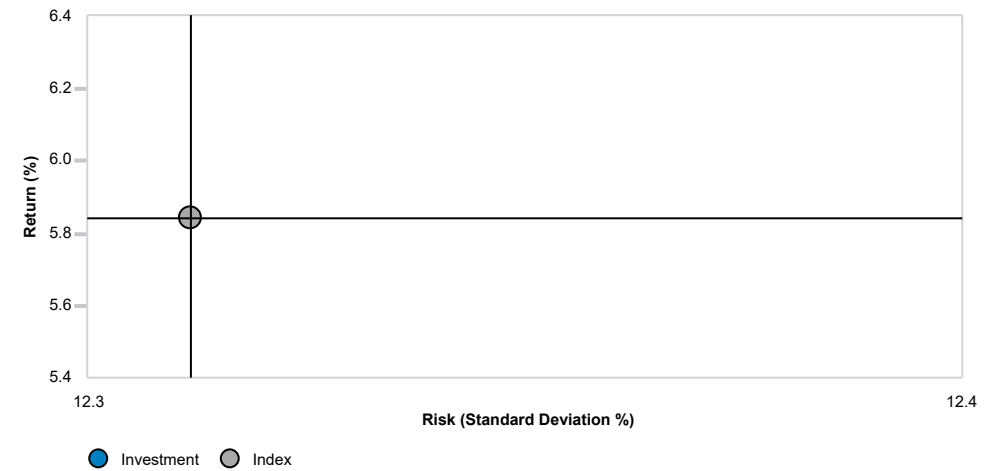 6.4
6.2
6.0
5.8
5.6
5.4
Return (%)
12.3 12.4
Risk (Standard Deviation %)
Investment Index